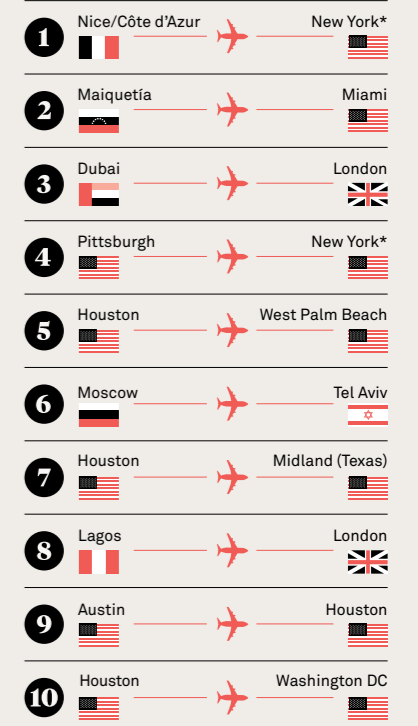 1 Nice/Côte d’Azur New York*
2 Maiquetía Miami
3 Dubai London
4 Pittsburgh New York*
5 Houston West Palm Beach
6 Moscow Tel Aviv
7 Houston Midland (Texas)
8 Lagos London
9 Austin Houston
10 Houston Washington DC